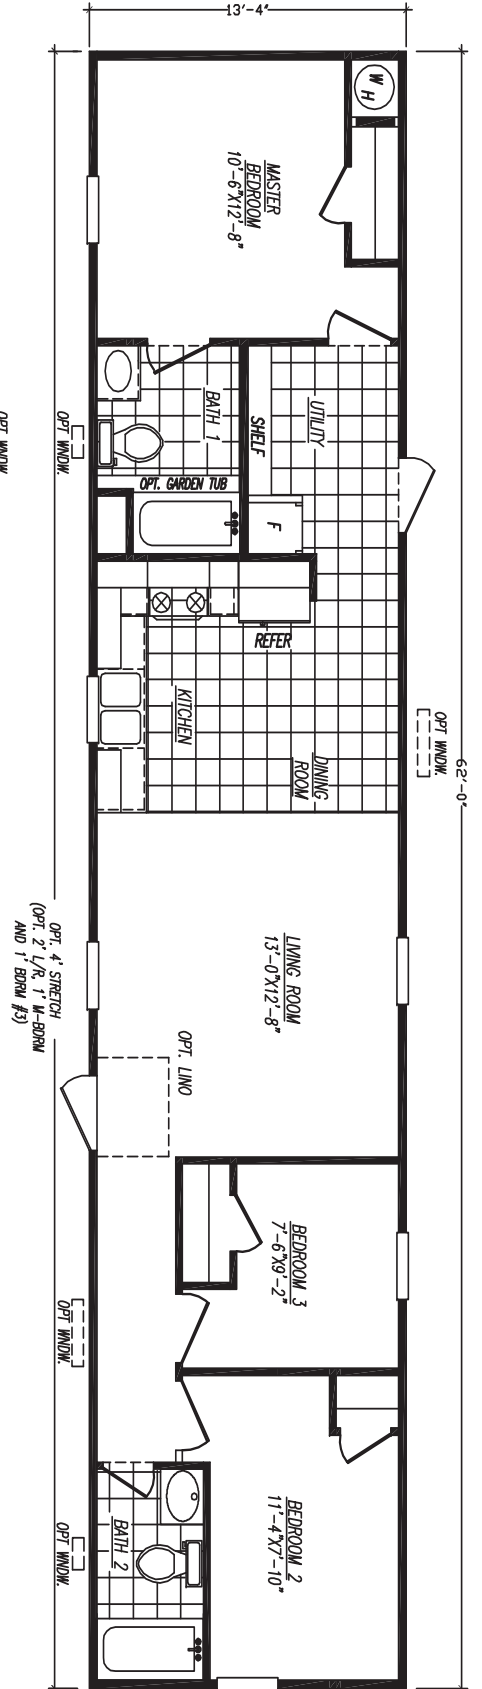 13'-4"
W H
MASTER
BEDROOM
10'-6"X12'-8"
BATH 1
UTILITY
SHELF
OPT. GARDEN TUB
F
OPT WNDW.
OPT WNDW.
REFER
KITCHEN
DINING
ROOM
OPT WNDW.
62'-0"
LIVING ROOM
13'-0"X12'-8"
OPT. 4' STRETCH
(OPT. 2' L/R, 1' M-BDRM
AND 1' BDRM #3)
OPT. LINO
BEDROOM 3
7'-6"X9'-2"
OPT WNDW.
BEDROOM 2
11'-4"X7'-10"
BATH 2
OPT WNDW.